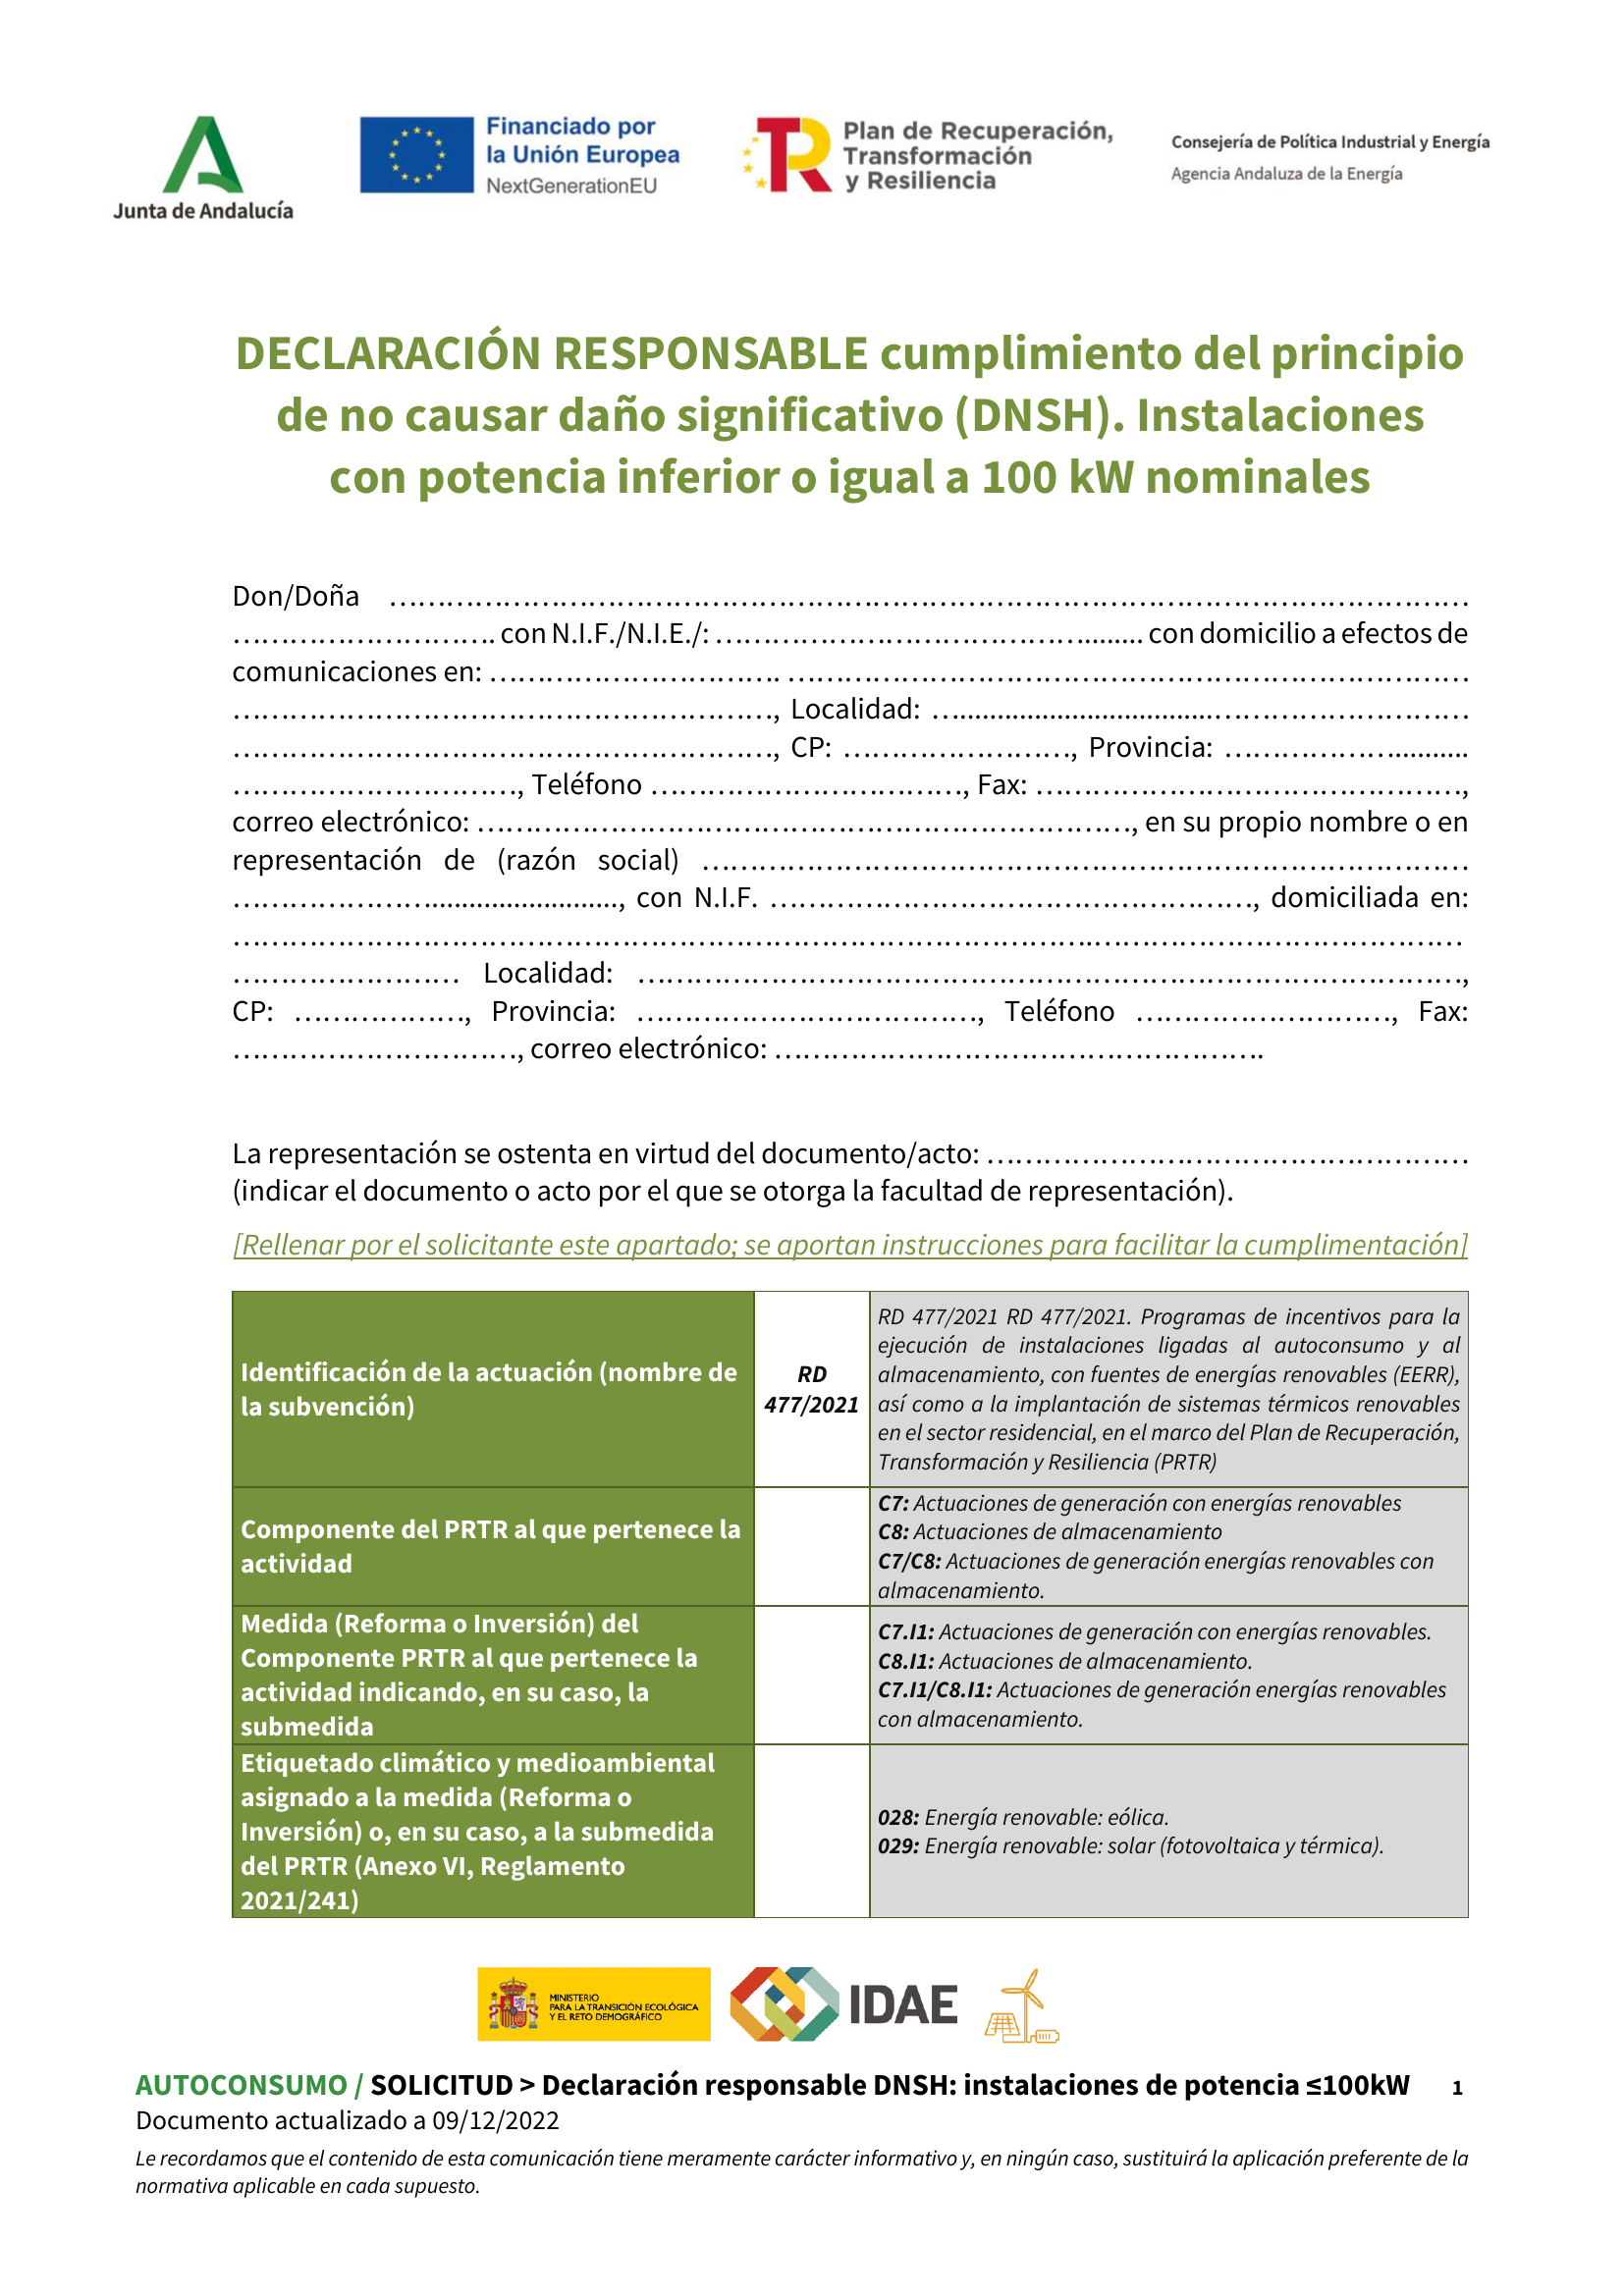 Junta de Andalucía
Financiado por
la Unión Europea
NextGenerationEU
Plan de Recuperación,
Transformación
y Resiliencia
Consejería de Política Industrial y Energía
Agencia Andaluza de la Energía
DECLARACIÓN RESPONSABLE cumplimiento del principio
de no causar daño significativo (DNSH). Instalaciones
con potencia inferior o igual a 100 kW nominales
Don/Doña ……………………………………………………………………………………………………
………………………. con N.I.F./N.I.E./: …………………………………........ con domicilio a efectos de
comunicaciones en: …………………………. ………………………………………………………………
…………………………………………………, Localidad: …..................................………………………
…………………………………………………, CP: ……………………, Provincia: ………………..........
…………………………, Teléfono ……………………………, Fax: ………………………………………,
correo electrónico: ……………………………………………………………, en su propio nombre o en
representación de (razón social) ………………………………………………………………………
…………………........................., con N.I.F. ……………………………………………, domiciliada en:
……………………………………………………………………………………………………………………
…………………… Localidad: ……………………………………………………………………………,
CP: ………………, Provincia: ………………………………, Teléfono ………………………, Fax:
…………………………, correo electrónico: …………………………………………….
La representación se ostenta en virtud del documento/acto: ……………………………………………
(indicar el documento o acto por el que se otorga la facultad de representación).
[Rellenar por el solicitante este apartado; se aportan instrucciones para facilitar la cumplimentación]
Identificación de la actuación (nombre de
la subvención)
RD
477/2021
RD 477/2021 RD 477/2021. Programas de incentivos para la
ejecución de instalaciones ligadas al autoconsumo y al
almacenamiento, con fuentes de energías renovables (EERR),
así como a la implantación de sistemas térmicos renovables
en el sector residencial, en el marco del Plan de Recuperación,
Transformación y Resiliencia (PRTR)
Componente del PRTR al que pertenece la
actividad
C7: Actuaciones de generación con energías renovables
C8: Actuaciones de almacenamiento
C7/C8: Actuaciones de generación energías renovables con
almacenamiento.
Medida (Reforma o Inversión) del
Componente PRTR al que pertenece la
actividad indicando, en su caso, la
submedida
C7.I1: Actuaciones de generación con energías renovables.
C8.I1: Actuaciones de almacenamiento.
C7.I1/C8.I1: Actuaciones de generación energías renovables
con almacenamiento.
Etiquetado climático y medioambiental
asignado a la medida (Reforma o
Inversión) o, en su caso, a la submedida
del PRTR (Anexo VI, Reglamento
2021/241)
028: Energía renovable: eólica.
029: Energía renovable: solar (fotovoltaica y térmica).
MINISTERIO
PARA LA TRANSICIÓN ECOLÓGICA
Y EL RETO DEMOGRÁFICO
IDAE
AUTOCONSUMO / SOLICITUD > Declaración responsable DNSH: instalaciones de potencia ≤100kW 1
Documento actualizado a 09/12/2022
Le recordamos que el contenido de esta comunicación tiene meramente carácter informativo y, en ningún caso, sustituirá la aplicación preferente de la
normativa aplicable en cada supuesto.